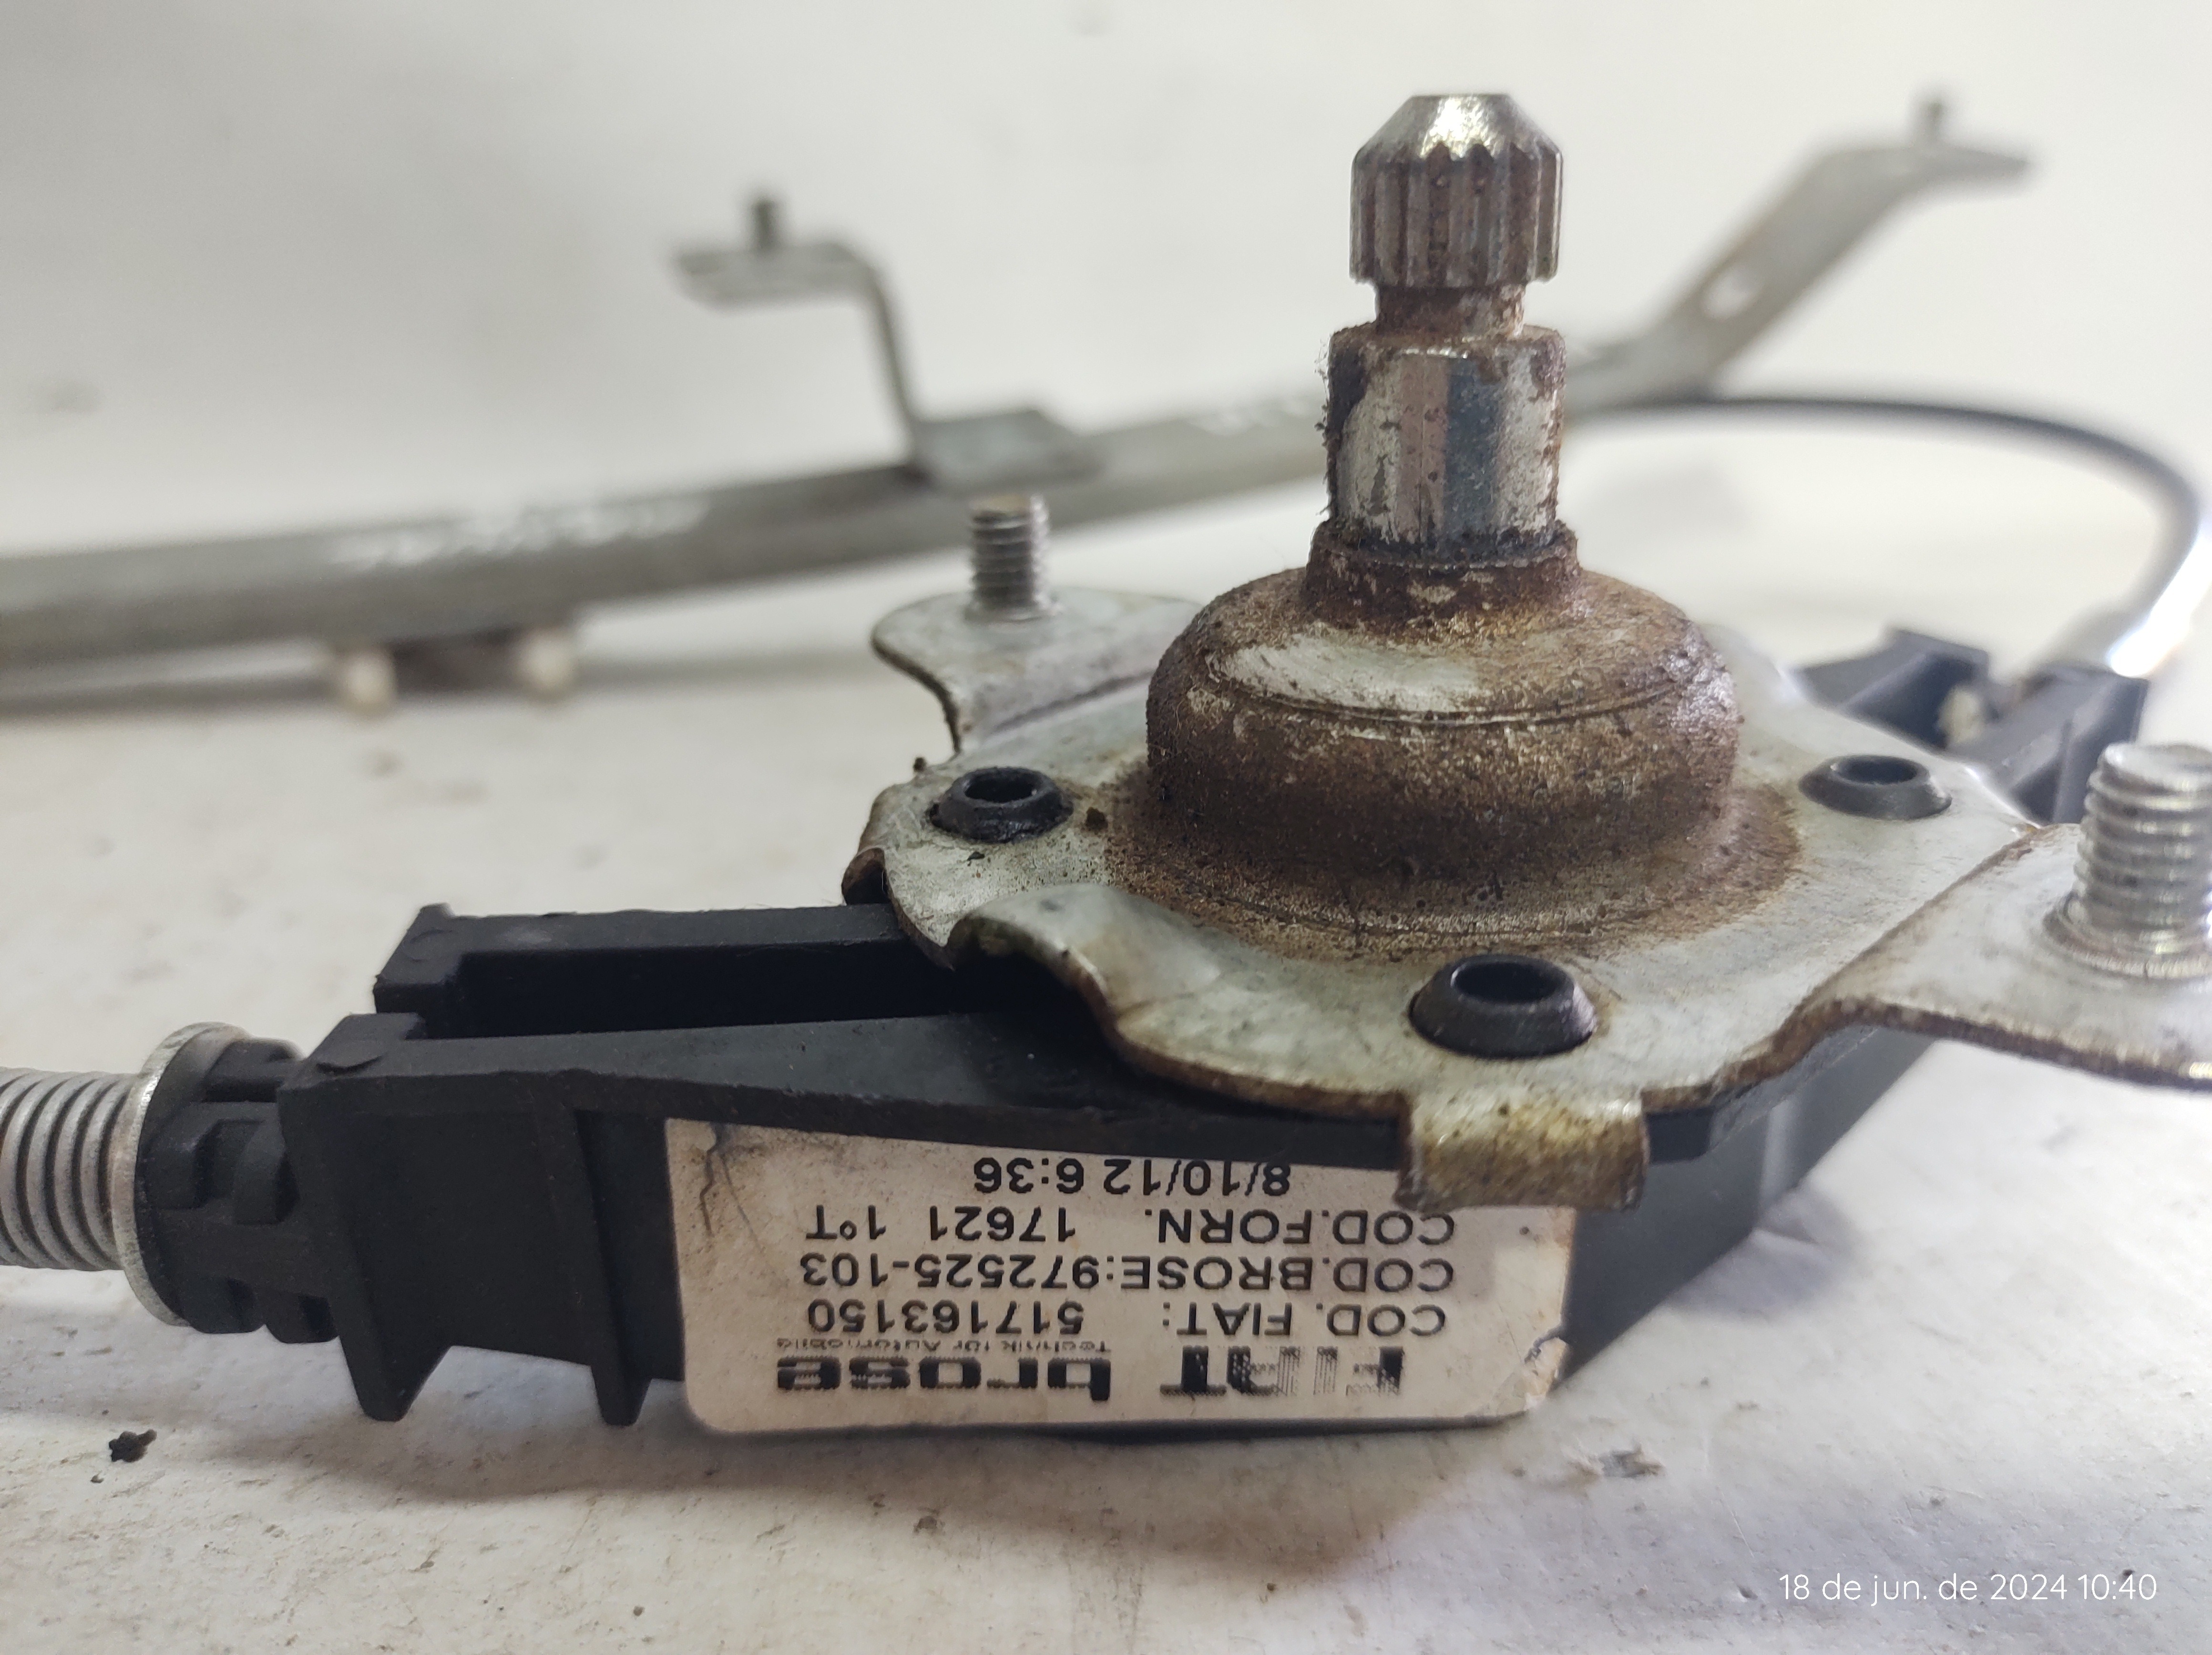 FIAT brose
Technik für Automobile
COD. FIAT: 517163150
COD.BROSE:972525-103
COD.FORN. 17621 1°T
8/10/12 6:36
18 de jun. de 2024 10:40